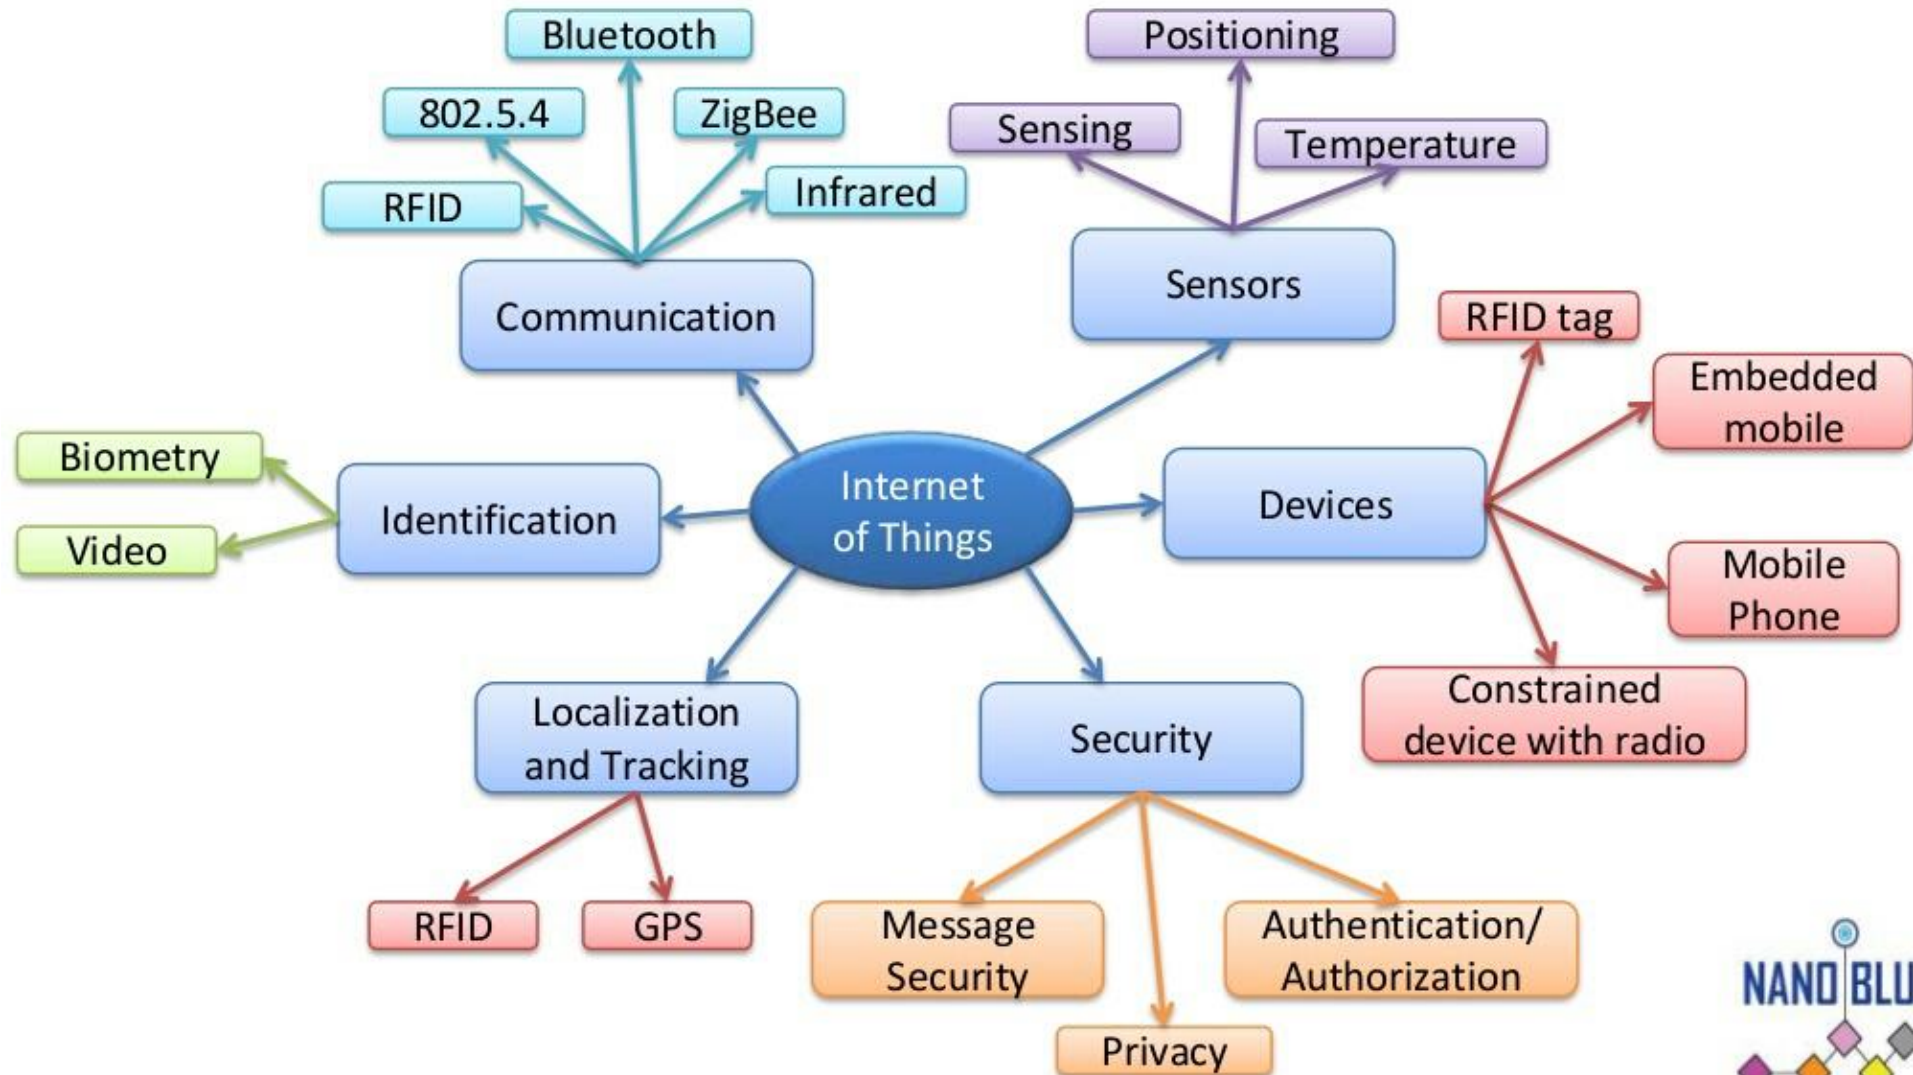 Bluetooth
Positioning
802.5.4
ZigBee
Sensing
Temperature
RFID
Infrared
Communication
Sensors
RFID tag
Embedded
mobile
Biometry
Video
Identification
Internet
of Things
Devices
Mobile
Phone
Constrained
device with radio
Localization
and Tracking
Security
RFID
GPS
Message
Security
Authentication/
Authorization
Privacy
NANO BLU